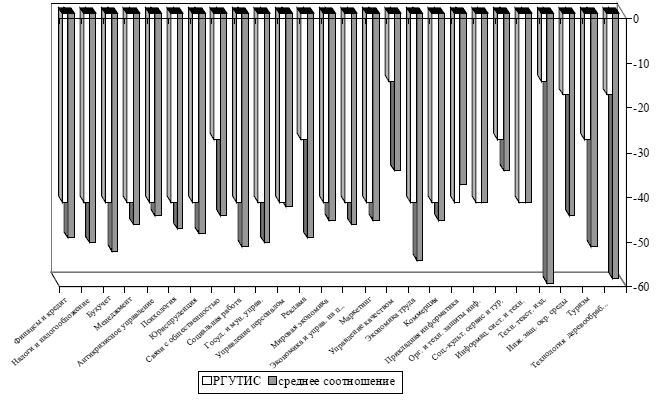 0
-10
-20
-30
-40
-50
-60
Финансы и кредит
Налоги и налогообложение
Бухучет
Менеджмент
Антикризисное управление
Психология
Юриспруденция
Связи с общественностью
Социальная работа
Госуд. и мун. управ.
Управление персоналом
Реклама
Мировая экономика
Экономика и управ. на п...
Маркетинг
Управление качеством
Экономика труда
Коммерция
Прикладная информатика
Орг. и техн. защиты инф.
Соц.-культ. сервис и тур.
Информац. сист. и техн.
Техн. текст. изд.
Инж. защ. окр. среды
Туризм
Технология деревообраб...
РГУТИС
среднее соотношение